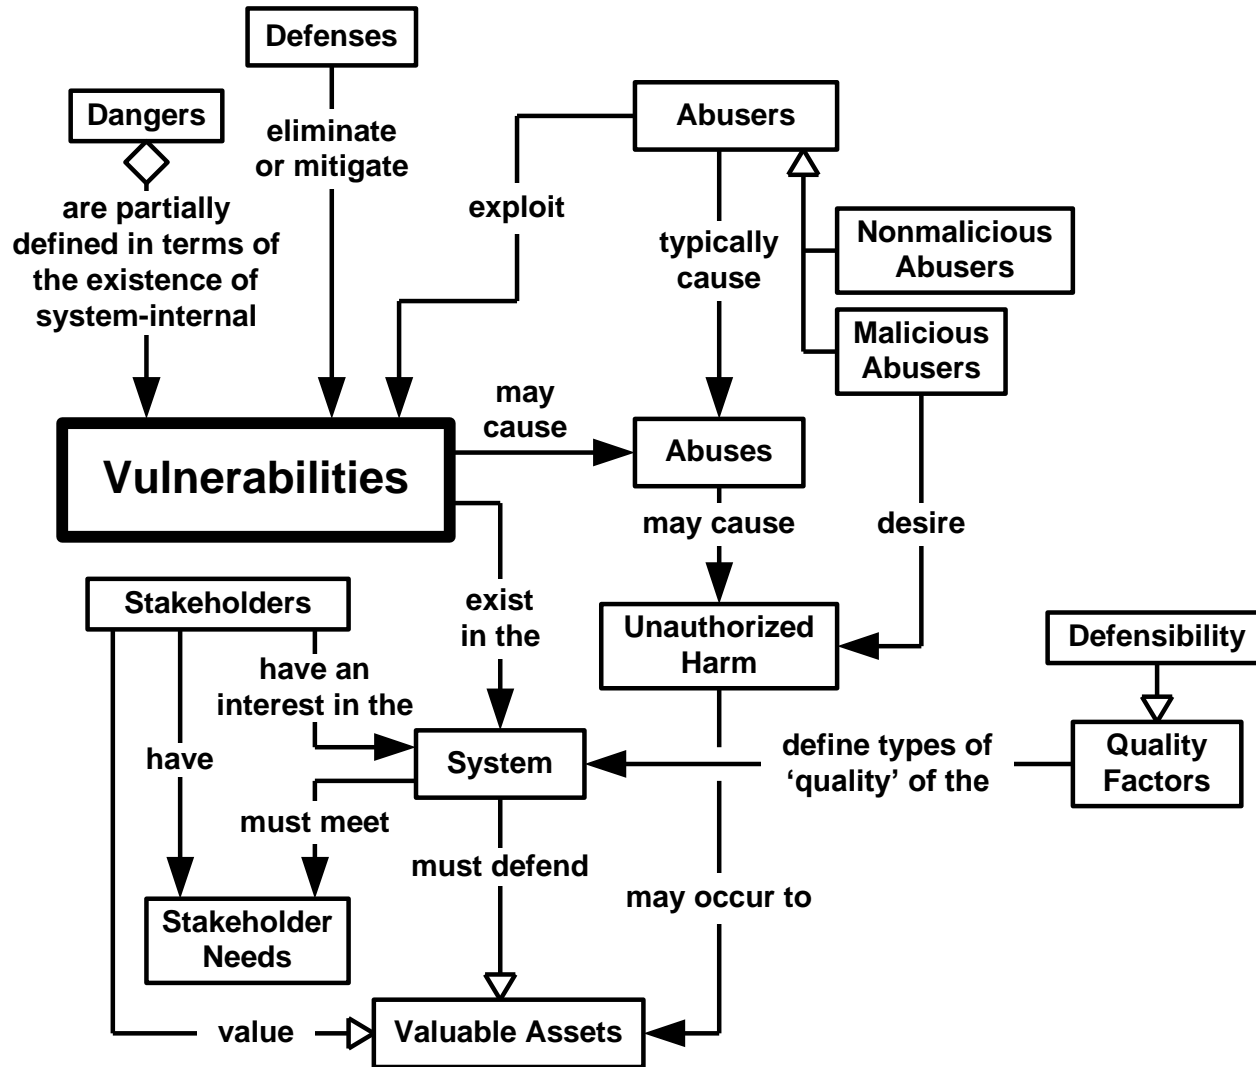 Defenses
Dangers
eliminate
or mitigate
Abusers
are partially
defined in terms of
the existence of
system-internal
exploit
typically
cause
Nonmalicious
Abusers
Malicious
Abusers
may
cause
Vulnerabilities
Abuses
may cause
desire
Stakeholders
exist
in the
Unauthorized
Harm
Defensibility
have an
interest in the
have
System
define types of
‘quality’ of the
Quality
Factors
must meet
must defend
may occur to
Stakeholder
Needs
value
Valuable Assets